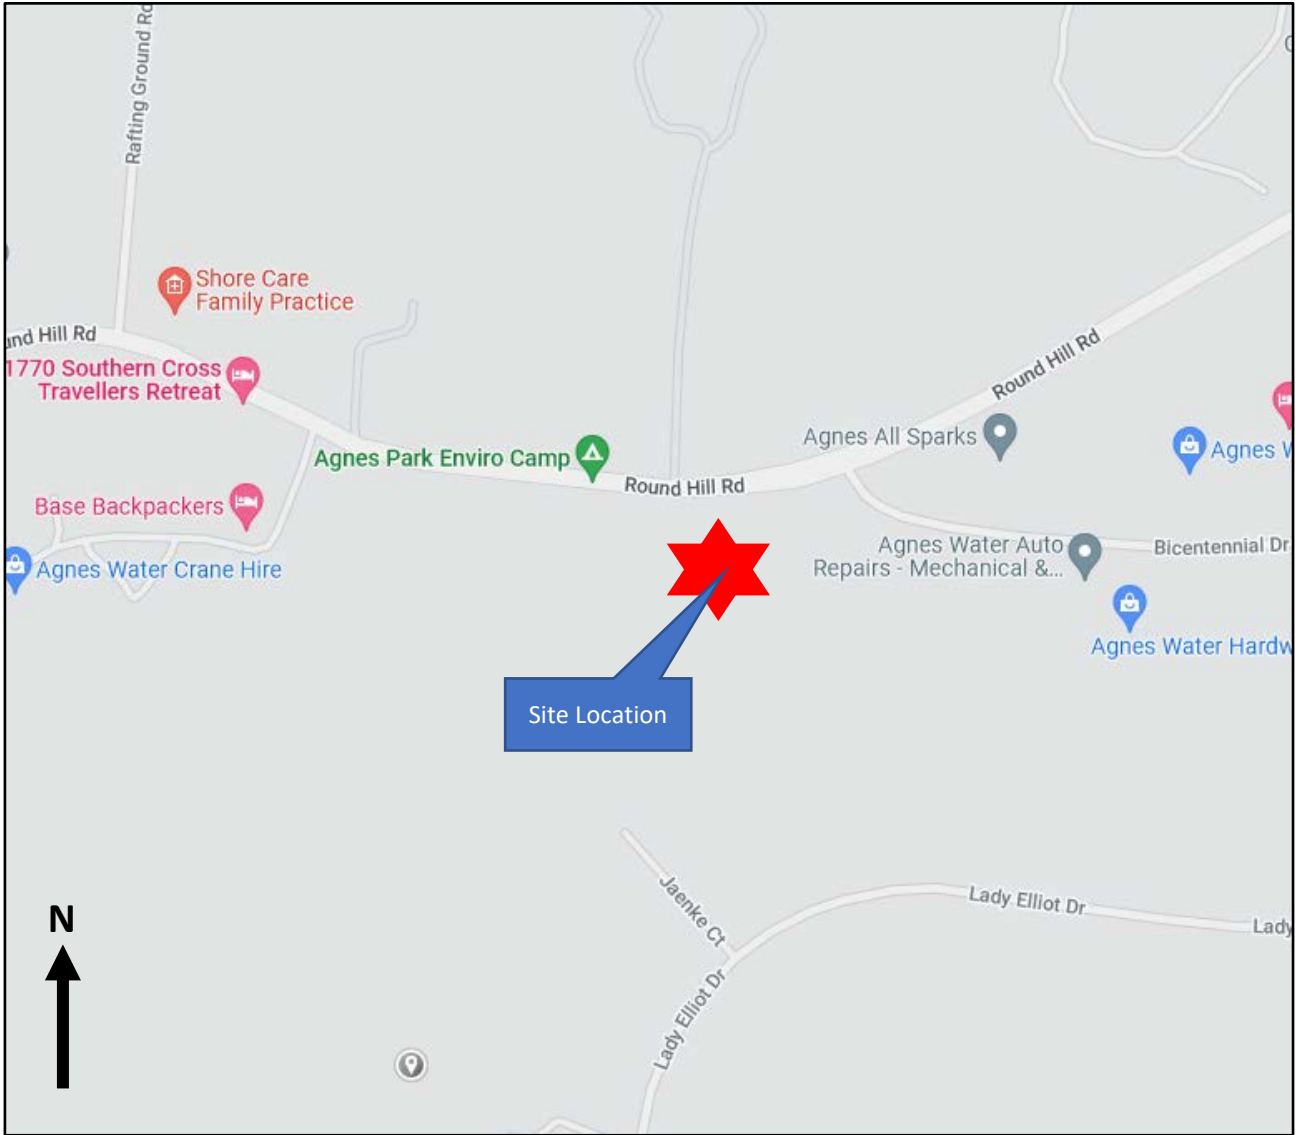 Rafting Ground Rd
Shore Care
Family Practice
und Hill Rd
1770 Southern Cross
Travellers Retreat
Round Hill Rd
Agnes All Sparks
Agnes W
Agnes Park Enviro Camp
Round Hill Rd
Base Backpackers
Agnes Water Auto
Repairs - Mechanical &...
Bicentennial Dr
Agnes Water Crane Hire
Agnes Water Hardw
Site Location
Jaenke Ct
Lady Elliot Dr
Lady
N
Lady Elliot Dr